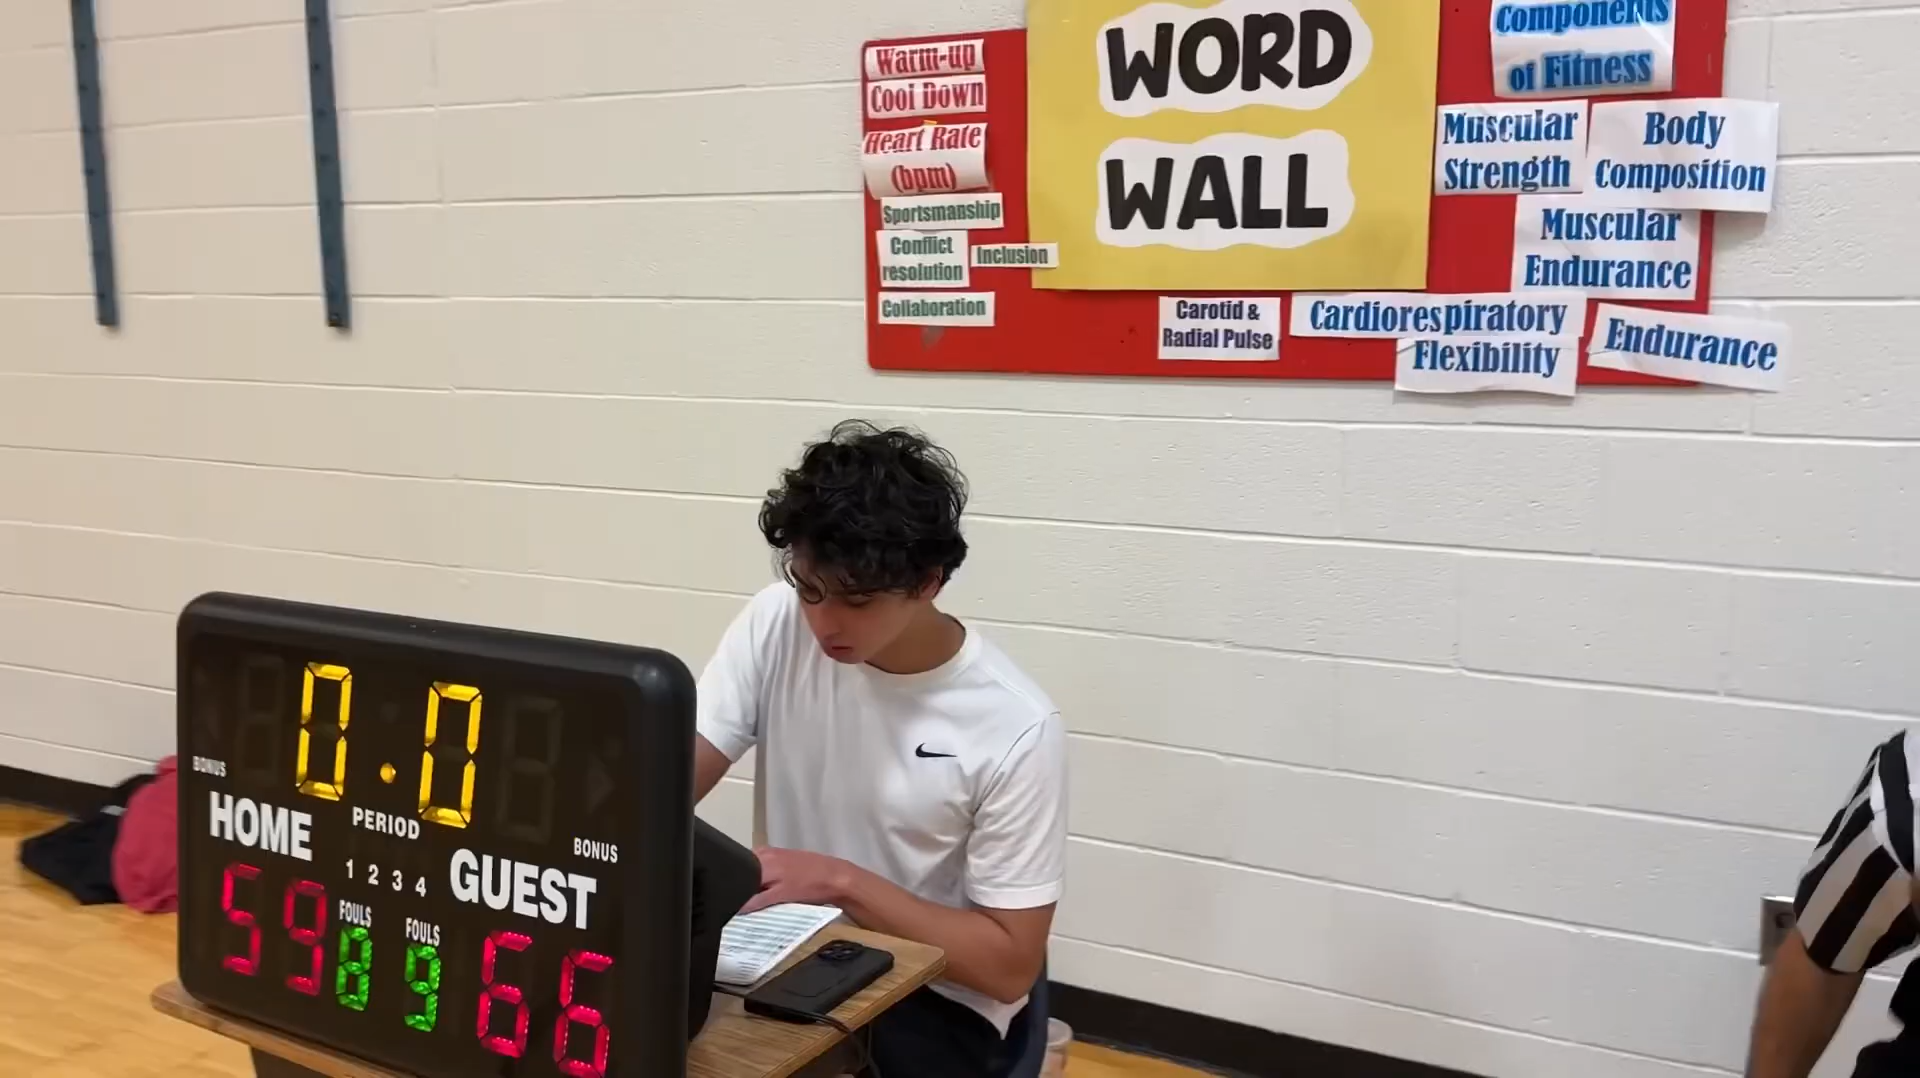 WORD
WALL
Warm-up
Cool Down
Heart Rate
(bpm)
Sportsmanship
Conflict
resolution
Inclusion
Collaboration
Components
of Fitness
Muscular
Strength
Body
Composition
Muscular
Endurance
Carotid &
Radial Pulse
Cardiorespiratory
Endurance
Flexibility
0.0
BONUS
HOME
PERIOD
1 2 3 4
BONUS
GUEST
FOULS
FOULS
59
8
9
66